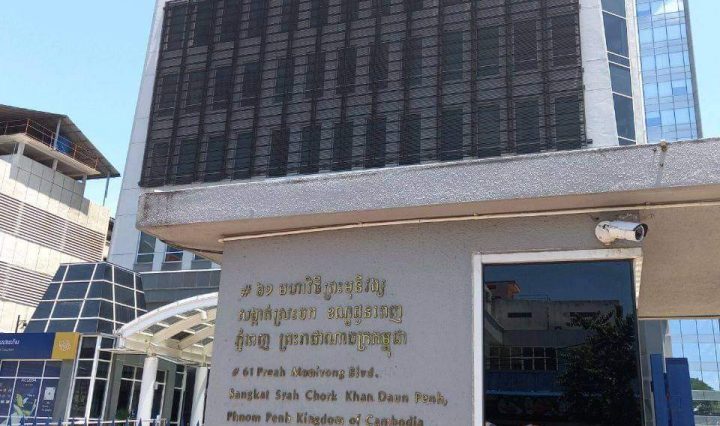 # ៦១ មហាវិថីព្រះមុនីវង្ស
សង្កាត់ស្រះចក ខណ្ឌដូនពេញ
ភ្នំពេញ ព្រះរាជាណាចក្រកម្ពុជា
# 61 Preah Monivong Blvd.
Sangkat Srah Chork Khan Daun Penh,
Phnom Penh Kingdom of Cambodia